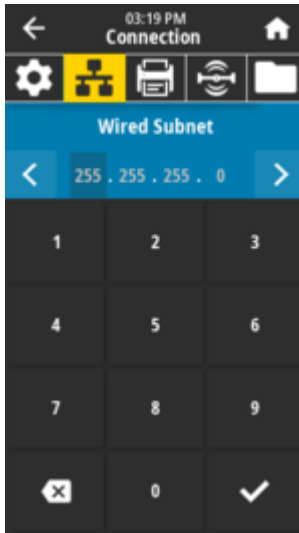 03:19 PM
Connection
Wired Subnet
255 . 255 . 255 . 0
1 2 3
4 5 6
7 8 9
0